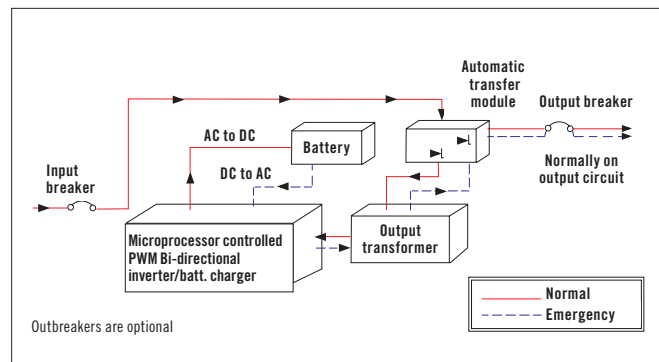 Automatic
transfer
module
Output breaker
AC to DC
Battery
DC to AC
Normally on
output circuit
Input
breaker
Microprocessor controlled
PWM Bi-directional
inverter/batt. charger
Output
transformer
Normal
Emergency
Outbreakers are optional